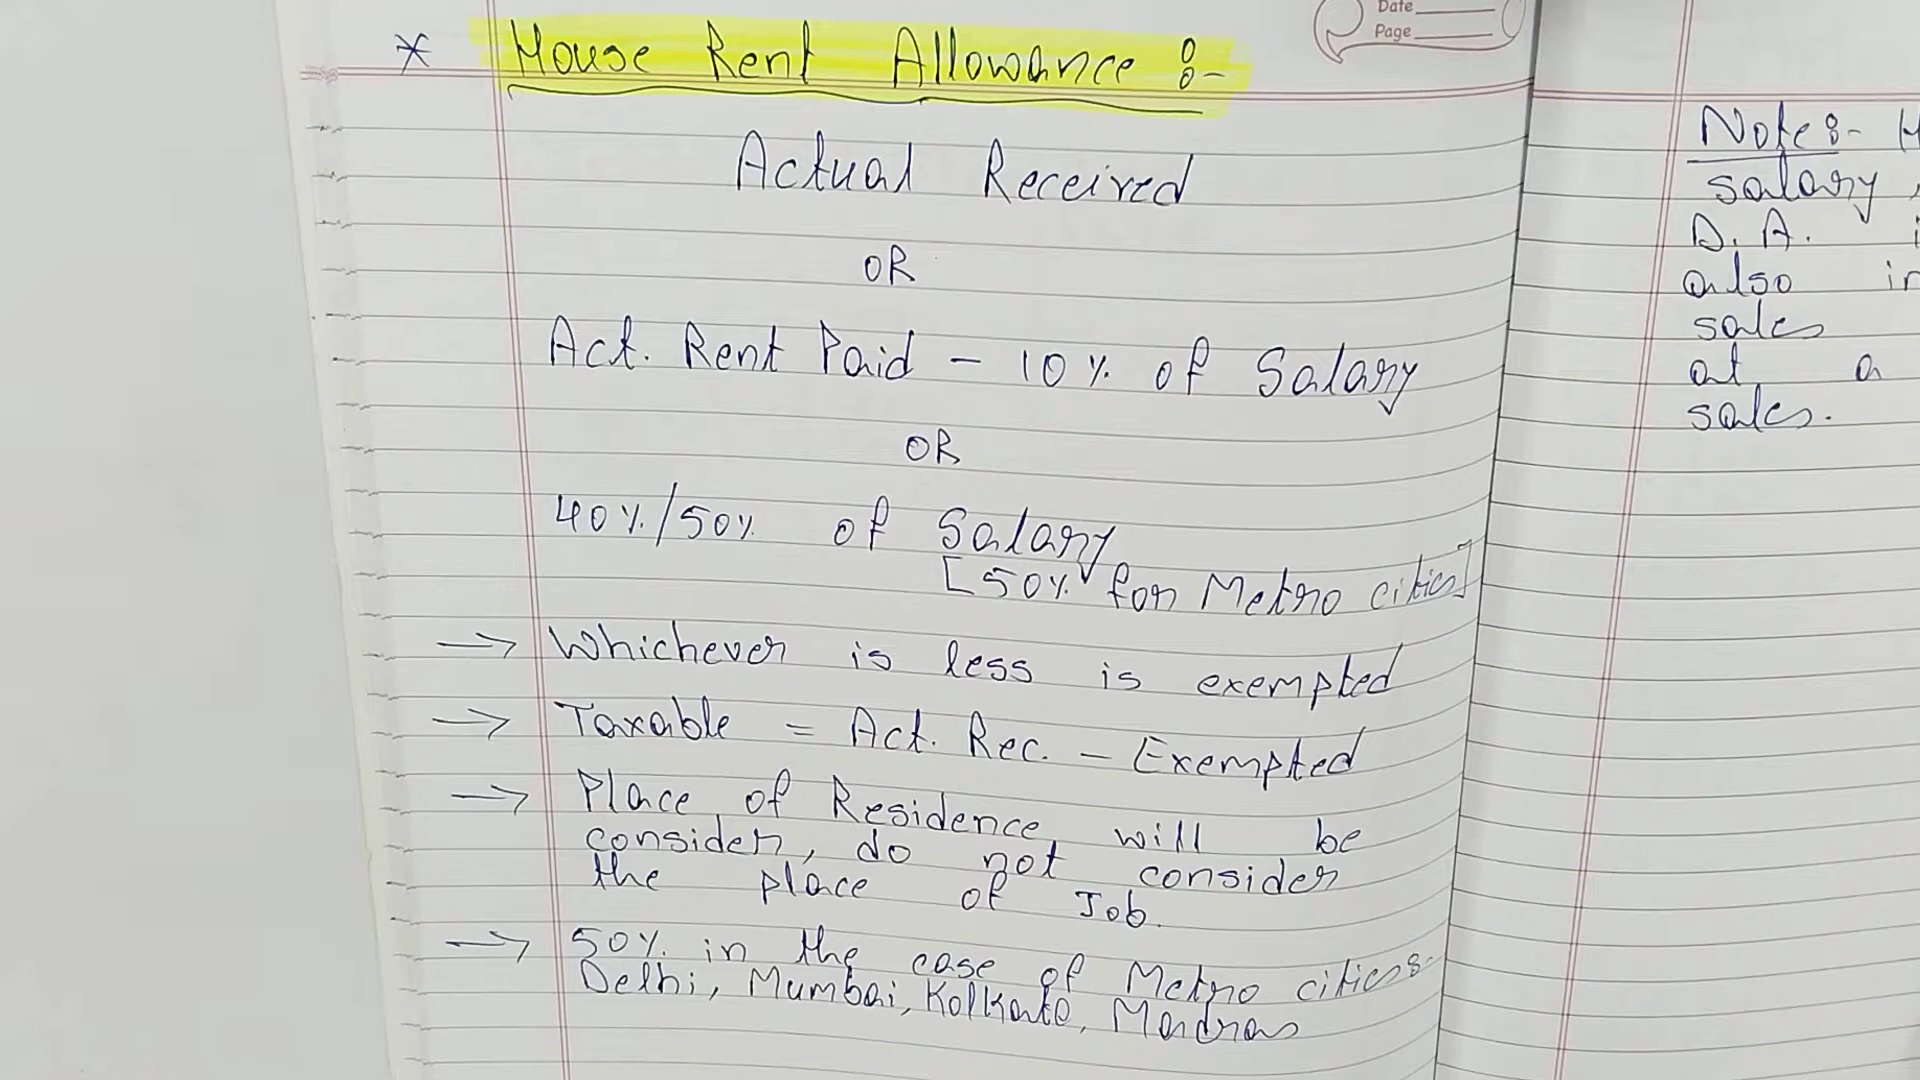 Date
Page
* House Rent Allowance :-
Actual Received
OR
Act. Rent Paid - 10% of Salary
OR
40%/50% of Salary
[50% for Metro cities]
→ Whichever is less is exempted
→ Taxable = Act. Rec. - Exempted
→ Place of Residence will be
consider, do not consider
the place of Job.
→ 50% in the case of Metro cities:-
Delhi, Mumbai, Kolkata, Madras
Note:-
salary
D. A.
also
sales
at a
sales.